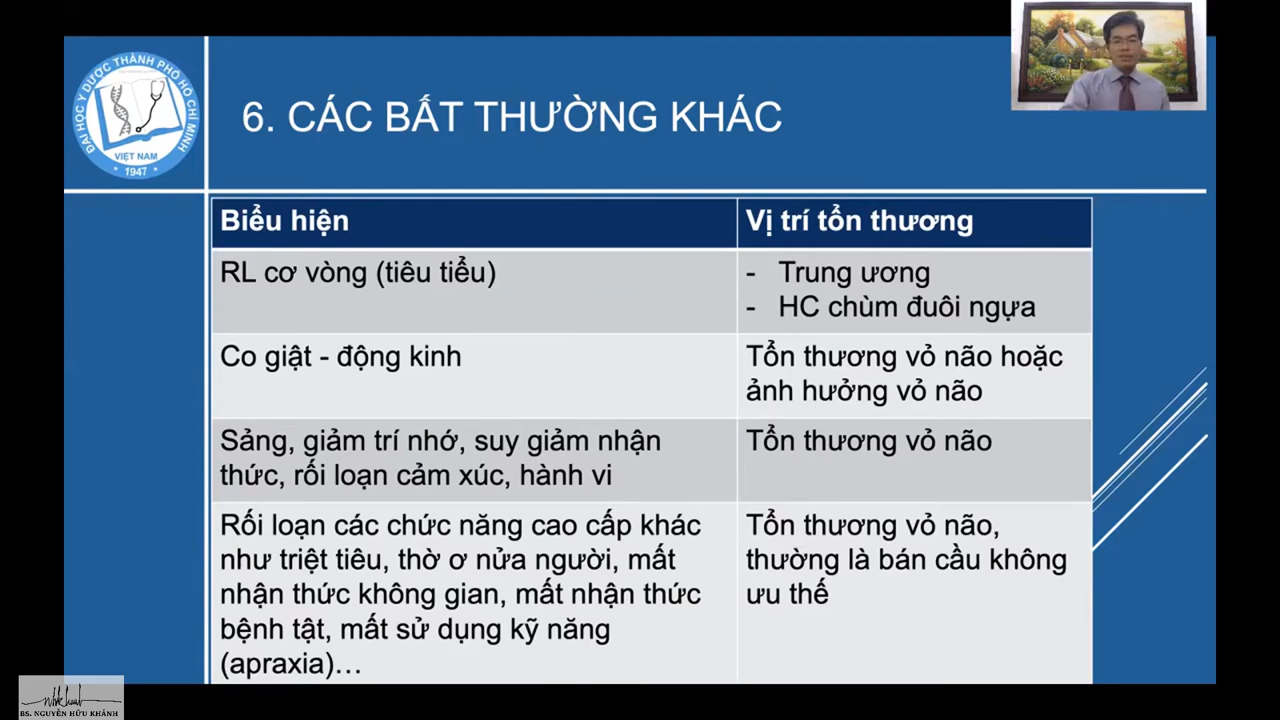 ĐẠI HỌC Y DƯỢC THÀNH PHỐ HỒ CHÍ MINH
VIỆT NAM
1947
6. CÁC BẤT THƯỜNG KHÁC
Biểu hiện
Vị trí tổn thương
RL cơ vòng (tiêu tiểu)
- Trung ương
- HC chùm đuôi ngựa
Co giật - động kinh
Tổn thương vỏ não hoặc
ảnh hưởng vỏ não
Sảng, giảm trí nhớ, suy giảm nhận
thức, rối loạn cảm xúc, hành vi
Tổn thương vỏ não
Rối loạn các chức năng cao cấp khác
như triệt tiêu, thờ ơ nửa người, mất
nhận thức không gian, mất nhận thức
bệnh tật, mất sử dụng kỹ năng
(apraxia)…
Tổn thương vỏ não,
thường là bán cầu không
ưu thế
BS. NGUYỄN HỮU KHÁNH